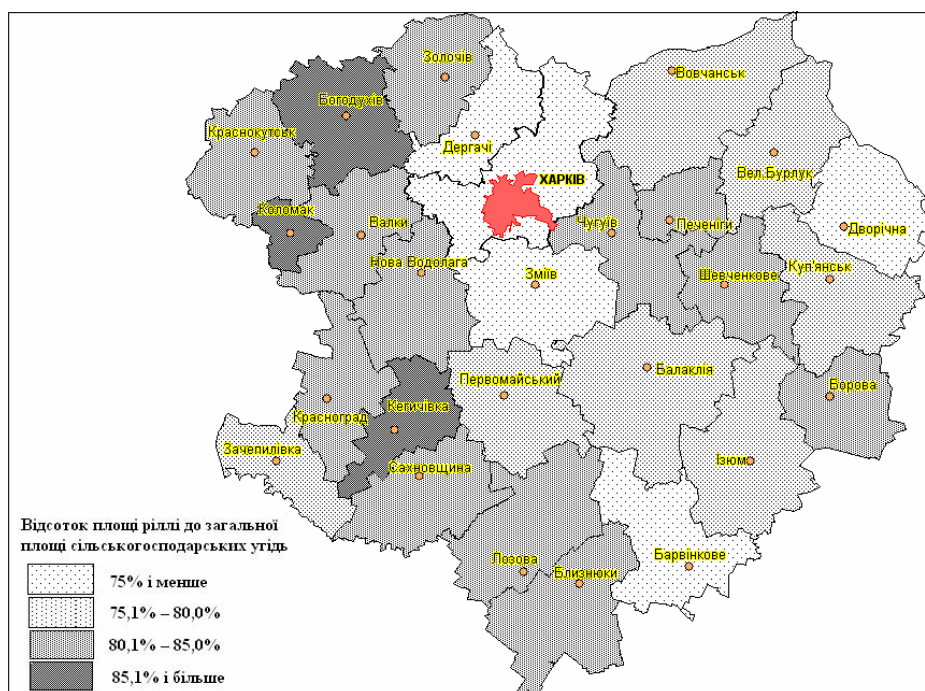 Золочів
Вовчанськ
Богодухів
Краснокутськ
Дергачі
Вел.Бурлук
ХАРКІВ
Коломак
Валки
Чугуїв
Печеніги
Дворічна
Нова Водолага
Зміїв
Шевченкове
Куп'янськ
Балаклія
Первомайський
Борова
Красноград
Кегичівка
Зачепилівка
Сахновщина
Ізюм
Лозова
Близнюки
Барвінкове
Відсоток площі ріллі до загальної
площі сільськогосподарських угідь
75% і менше
75,1% – 80,0%
80,1% – 85,0%
85,1% і більше